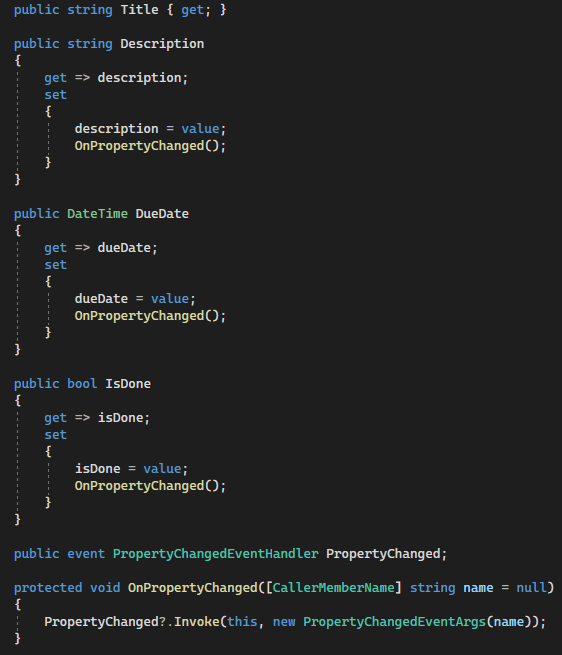 public string Title { get; }
public string Description
{
get => description;
set
{
description = value;
OnPropertyChanged();
}
}
public DateTime DueDate
{
get => dueDate;
set
{
dueDate = value;
OnPropertyChanged();
}
}
public bool IsDone
{
get => isDone;
set
{
isDone = value;
OnPropertyChanged();
}
}
public event PropertyChangedEventHandler PropertyChanged;
protected void OnPropertyChanged([CallerMemberName] string name = null)
{
PropertyChanged?.Invoke(this, new PropertyChangedEventArgs(name));
}